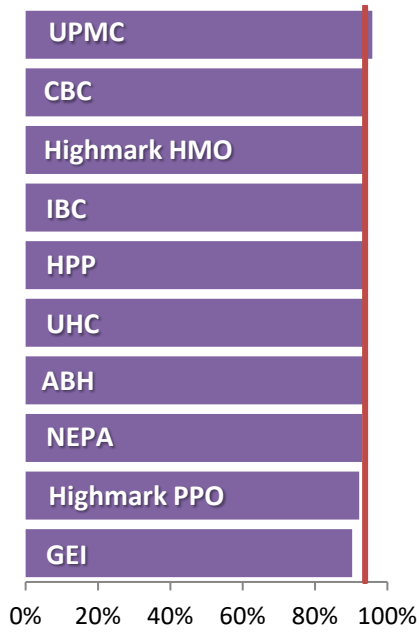 UPMC
CBC
Highmark HMO
IBC
HPP
UHC
ABH
NEPA
Highmark PPO
GEI
0% 20% 40% 60% 80% 100%